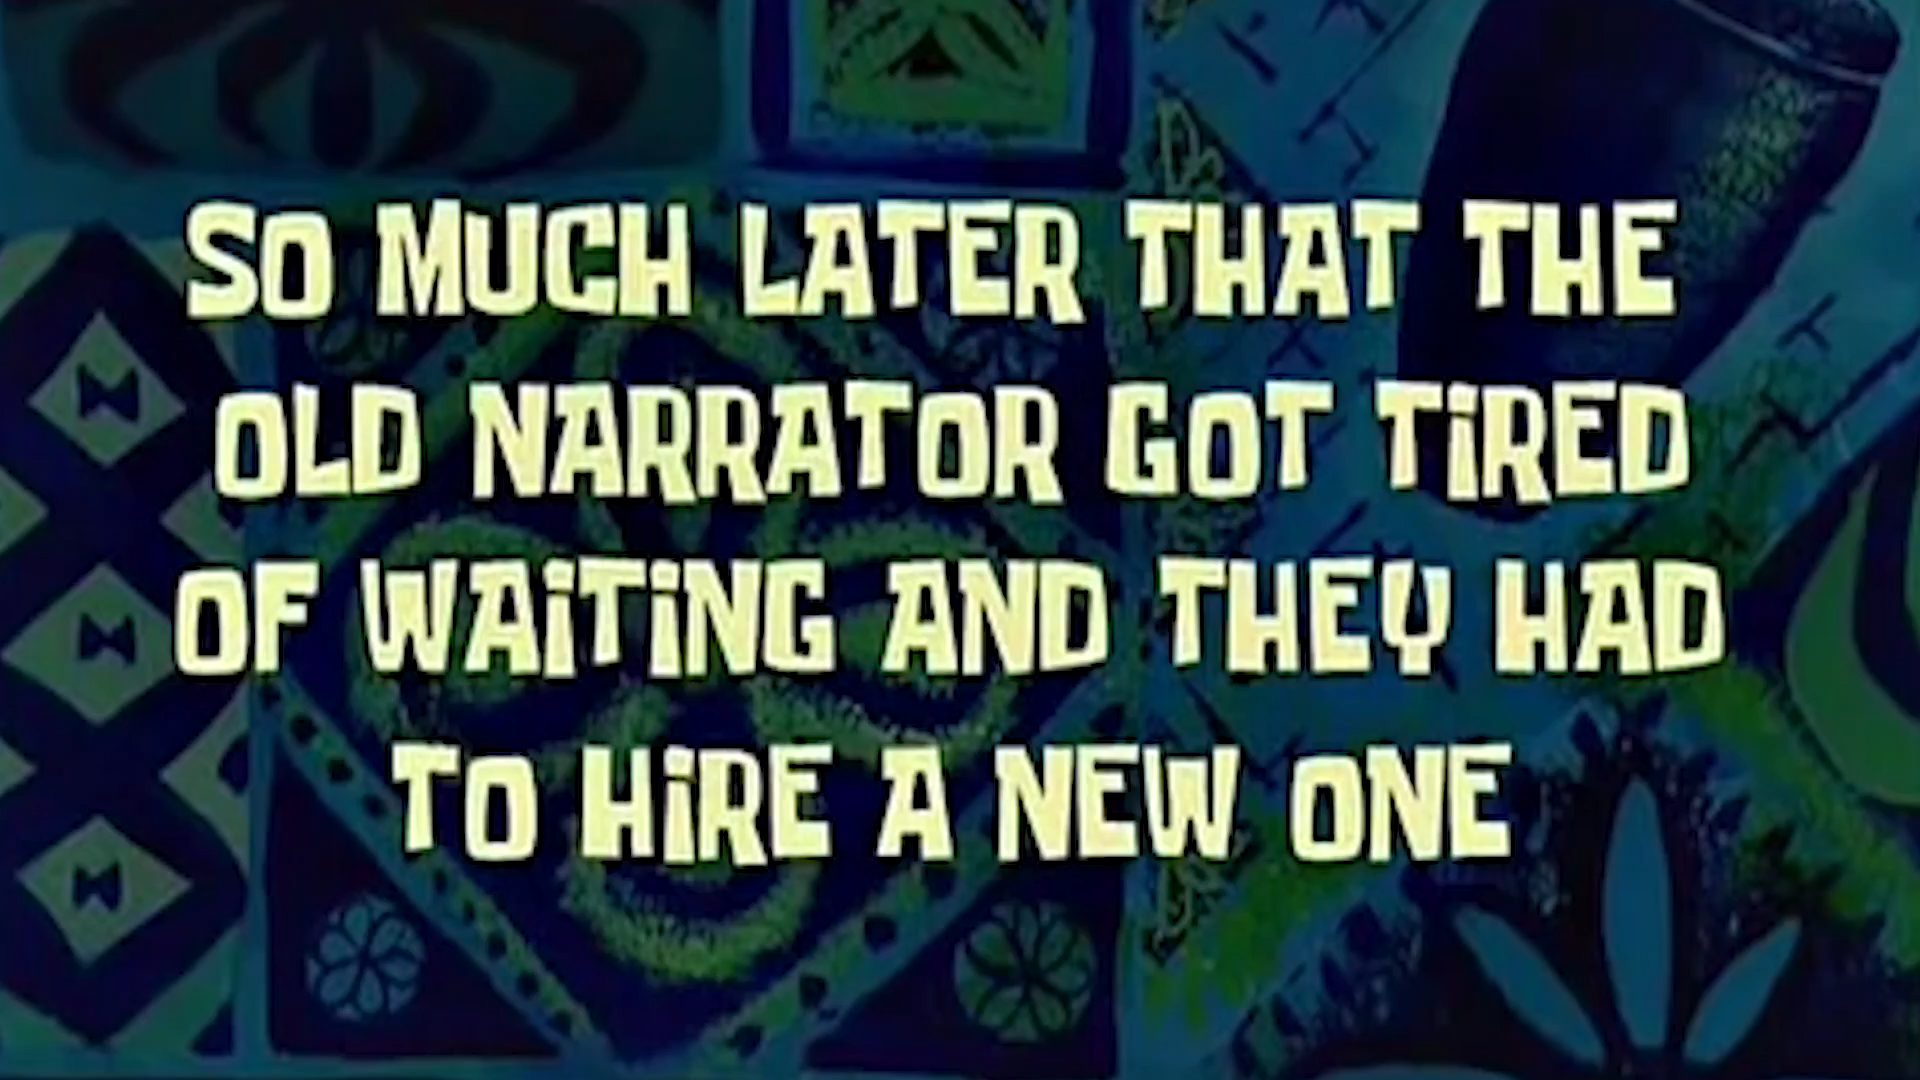 SO MUCH LATER THAT THE
OLD NARRATOR GOT TiRED
OF WAiTiNG AND THEY HAD
TO HiRE A NEW ONE